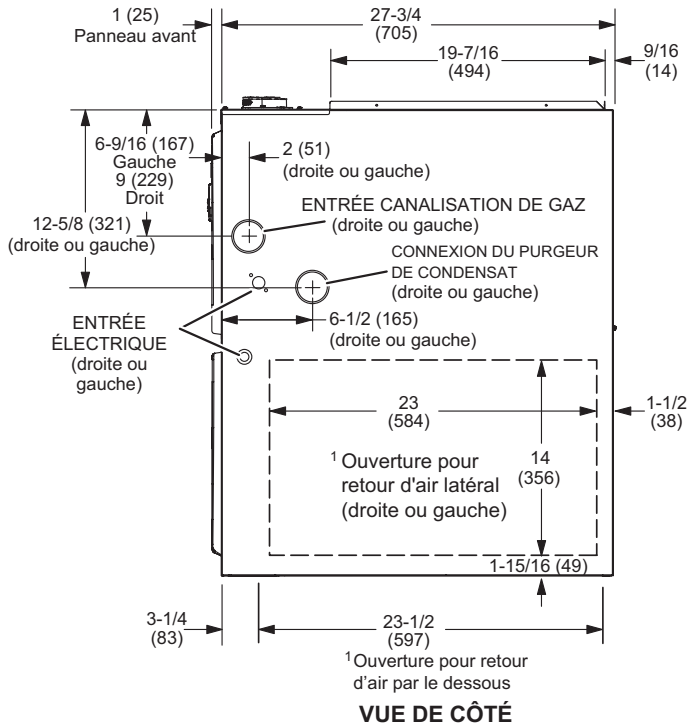 1 (25)
Panneau avant
27-3/4
(705)
19-7/16
(494)
9/16
(14)
6-9/16 (167)
Gauche
9 (229)
Droit
2 (51)
(droite ou gauche)
12-5/8 (321)
(droite ou gauche)
ENTRÉE CANALISATION DE GAZ
(droite ou gauche)
CONNEXION DU PURGEUR
DE CONDENSAT
(droite ou gauche)
6-1/2 (165)
(droite ou gauche)
ENTRÉE
ÉLECTRIQUE
(droite ou
gauche)
23
(584)
1-1/2
(38)
1 Ouverture pour
retour d'air latéral
(droite ou gauche)
14
(356)
1-15/16 (49)
3-1/4
(83)
23-1/2
(597)
1 Ouverture pour retour
d'air par le dessous
VUE DE CÔTÉ